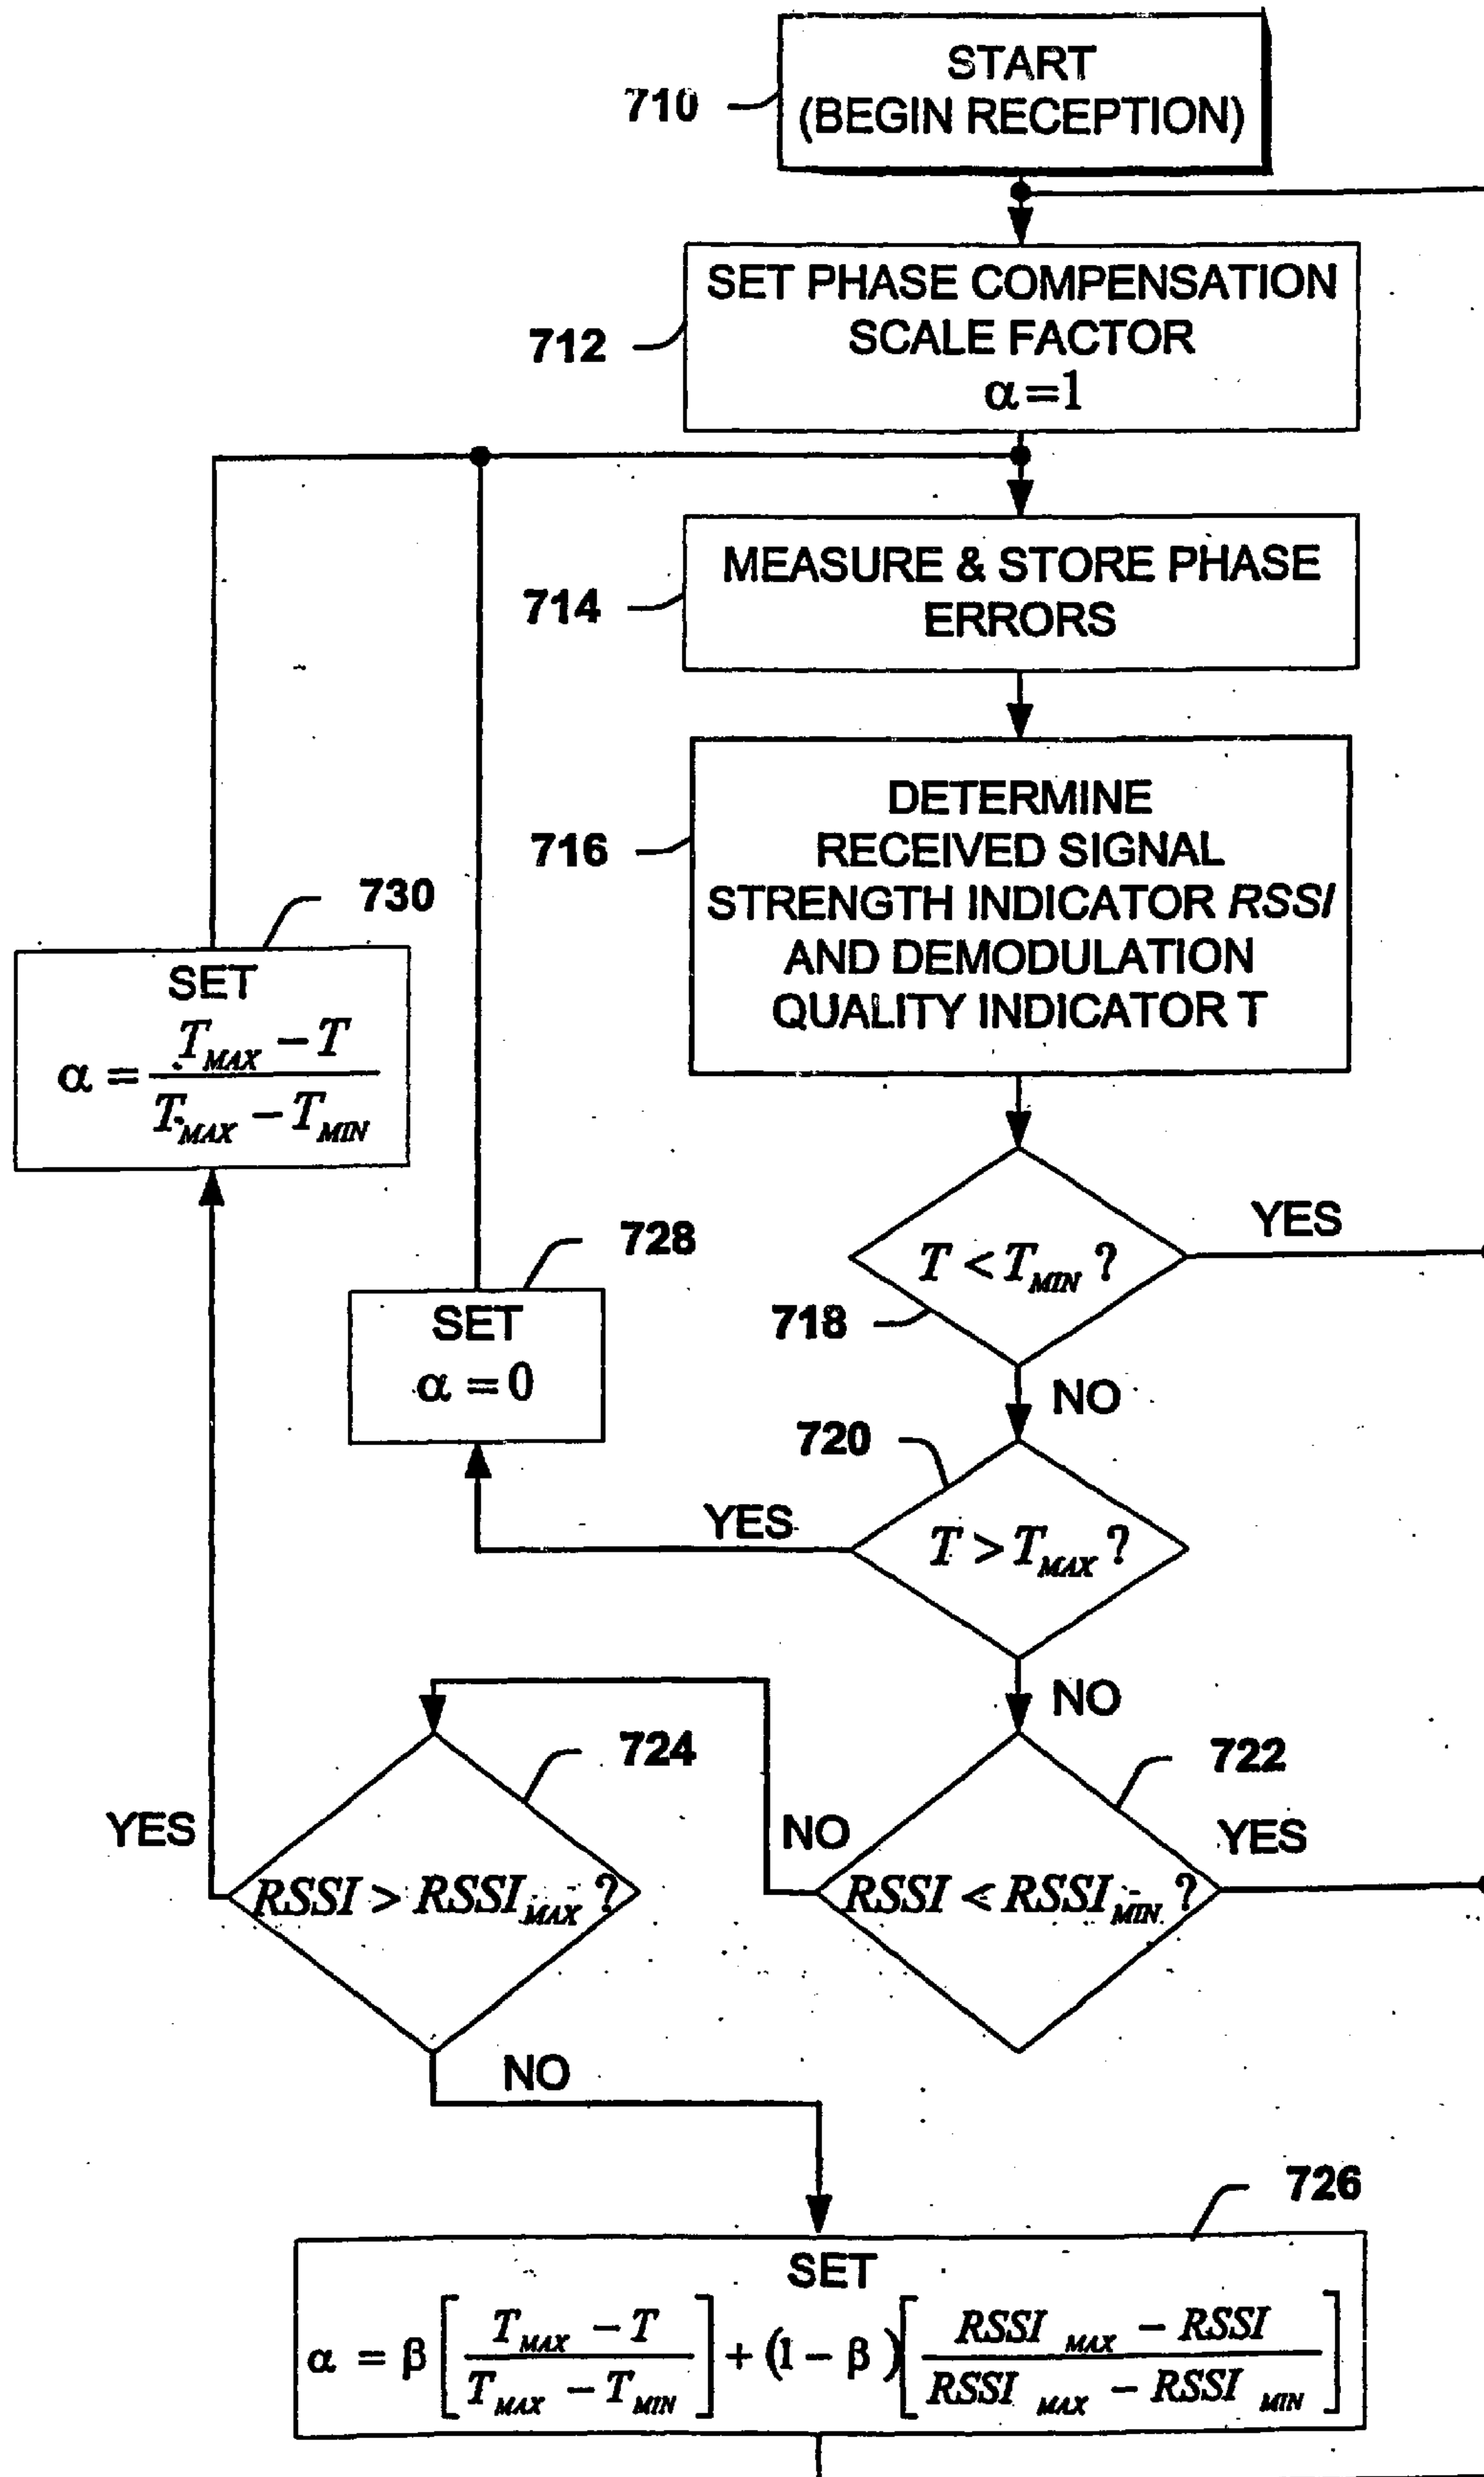 START
(BEGIN RECEPTION)
710
SET PHASE COMPENSATION
SCALE FACTOR
α=1
712
MEASURE & STORE PHASE
ERRORS
714
DETERMINE
RECEIVED SIGNAL
STRENGTH INDICATOR RSSI
AND DEMODULATION
QUALITY INDICATOR T
716
730
SET
α = (T_MAX − T) / (T_MAX − T_MIN)
T < T_MIN ?
YES
718
NO
728
SET
α = 0
720
T > T_MAX ?
YES
NO
722
RSSI < RSSI_MIN ?
YES
NO
724
RSSI > RSSI_MAX ?
YES
NO
726
SET
α = β [ (T_MAX − T) / (T_MAX − T_MIN) ] + (1 − β) [ (RSSI_MAX − RSSI) / (RSSI_MAX − RSSI_MIN) ]